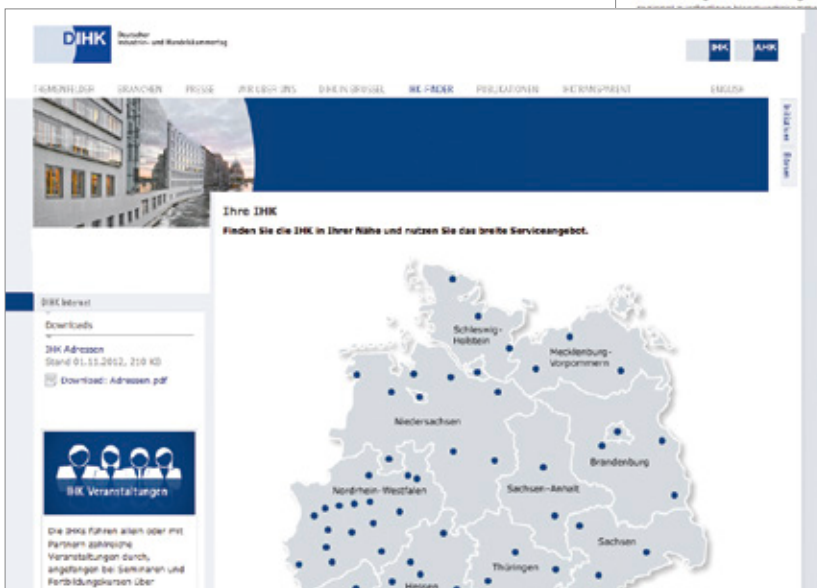 DIHK
Deutscher
Industrie- und Handelskammertag
IHK AHK
THEMENFELDER BRANCHEN PRESSE WIR ÜBER UNS DIHK IN BRÜSSEL IHK-FINDER PUBLIKATIONEN IHKTRANSPARENT ENGLISH
Ihre IHK
Finden Sie die IHK in Ihrer Nähe und nutzen Sie das breite Serviceangebot.
DIHK Internet
Downloads
IHK Adressen
Stand 01.11.2012, 210 KB
Download: Adressen.pdf
IHK Veranstaltungen
Die IHKs führen allein oder mit
Partnern zahlreiche
Veranstaltungen durch,
angefangen bei Seminaren und
Fortbildungskursen über
Schleswig-
Holstein
Mecklenburg-
Vorpommern
Niedersachsen
Brandenburg
Nordrhein-Westfalen
Sachsen-Anhalt
Sachsen
Thüringen
Hessen